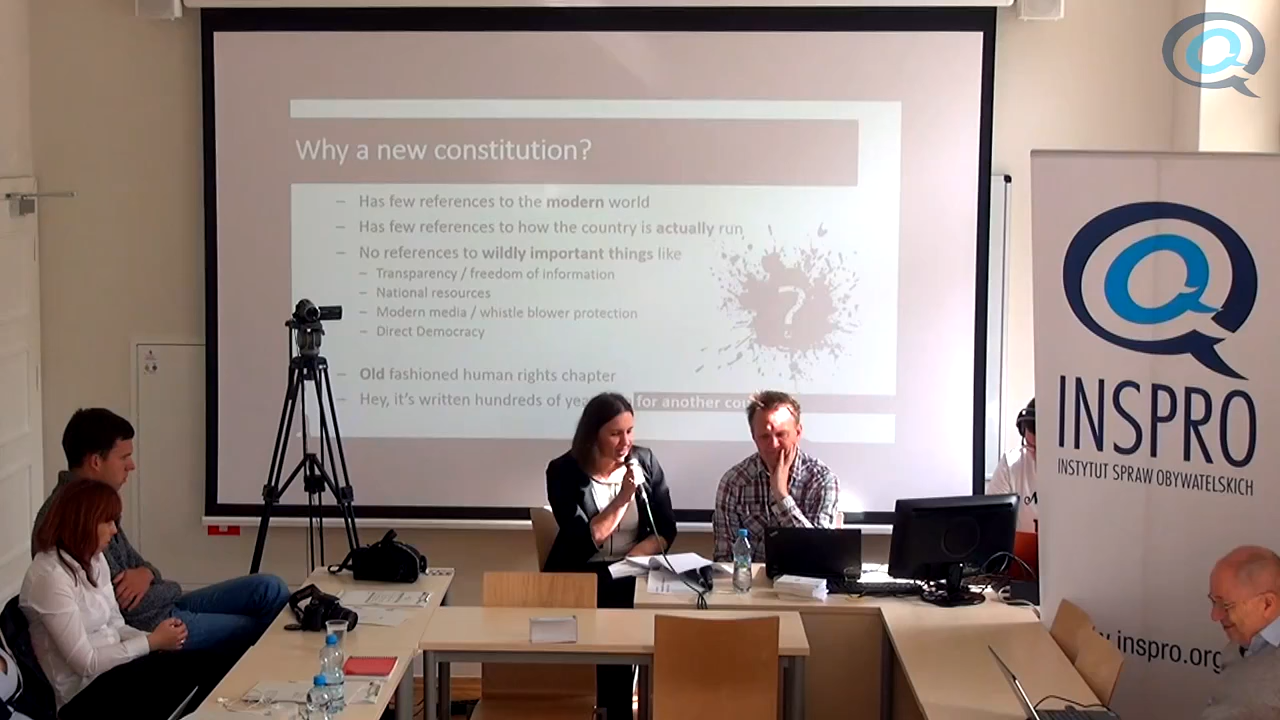 Why a new constitution?
– Has few references to the modern world
– Has few references to how the country is actually run
– No references to wildly important things like
– Transparency / freedom of information
– National resources
– Modern media / whistle blower protection
– Direct Democracy
?
– Old fashioned human rights chapter
– Hey, it's written hundreds of for another
INSPRO
INSTYTUT SPRAW OBYWATELSKICH
.inspro.org